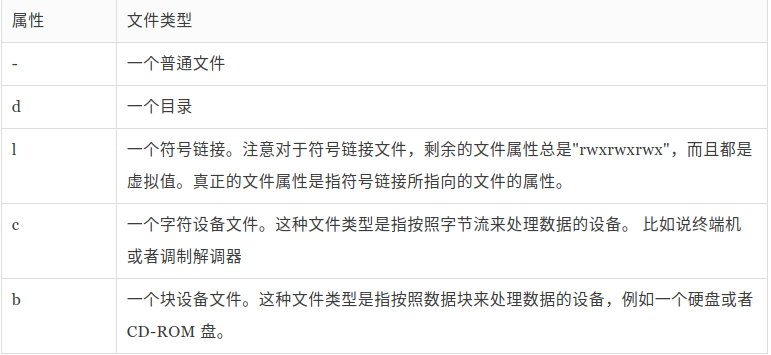 属性 文件类型
- 一个普通文件
d 一个目录
l 一个符号链接。注意对于符号链接文件，剩余的文件属性总是"rwxrwxrwx"，而且都是
虚拟值。真正的文件属性是指符号链接所指向的文件的属性。
c 一个字符设备文件。这种文件类型是指按照字节流来处理数据的设备。 比如说终端机
或者调制解调器
b 一个块设备文件。这种文件类型是指按照数据块来处理数据的设备，例如一个硬盘或者
CD-ROM 盘。